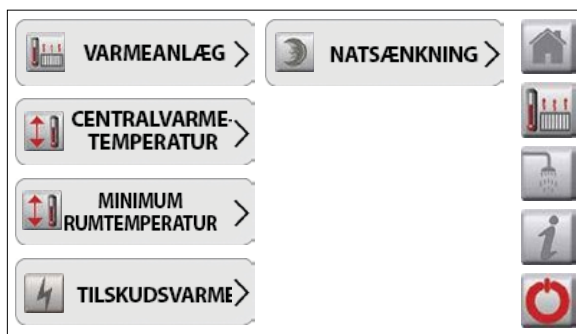 VARMEANLÆG
CENTRALVARME-
TEMPERATUR
MINIMUM
RUMTEMPERATUR
TILSKUDSVARME
NATSÆNKNING